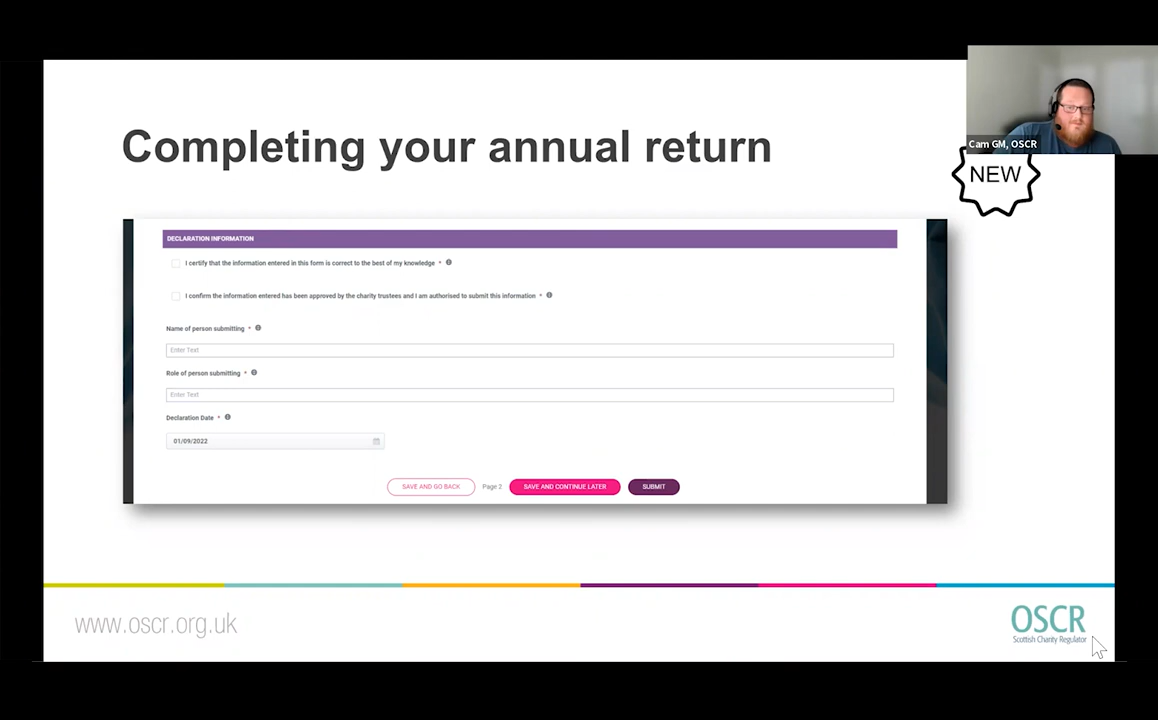 Completing your annual return
Cam GM, OSCR
NEW
DECLARATION INFORMATION
I certify that the information entered in this form is correct to the best of my knowledge *
I confirm the information entered has been approved by the charity trustees and I am authorised to submit this information *
Name of person submitting *
Enter Text
Role of person submitting *
Enter Text
Declaration Date *
01/09/2022
SAVE AND GO BACK Page 2 SAVE AND CONTINUE LATER SUBMIT
www.oscr.org.uk
OSCR
Scottish Charity Regulator